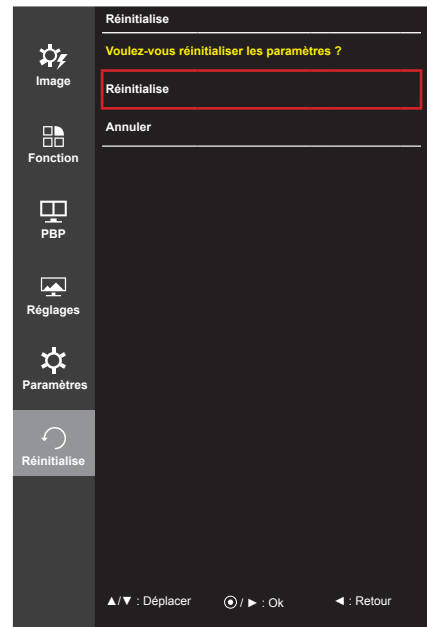 Réinitialise
Voulez-vous réinitialiser les paramètres ?
Réinitialise
Annuler
Image
Fonction
PBP
Réglages
Paramètres
Réinitialise
▲/▼ : Déplacer ⦿ / ► : Ok ◄ : Retour